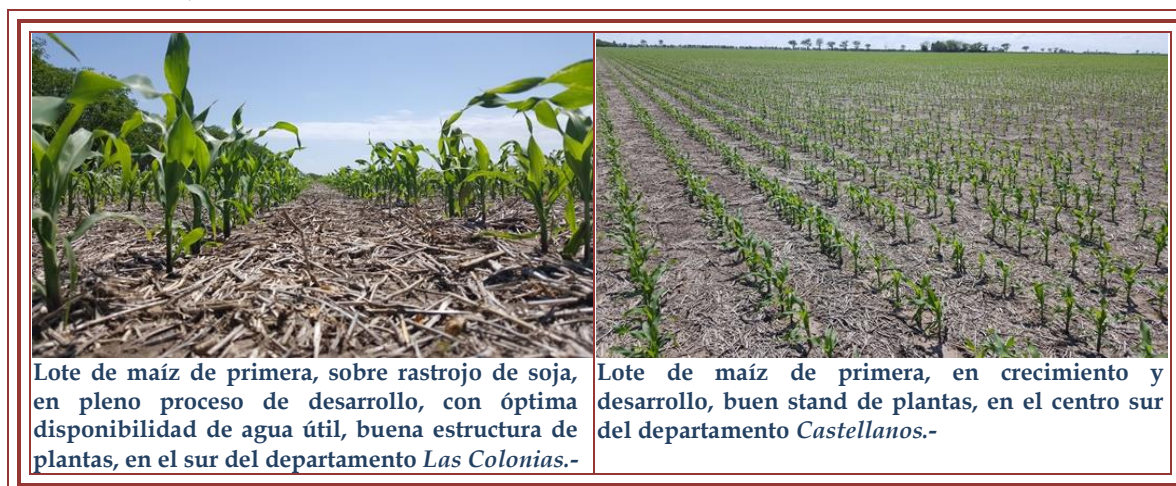 Lote de maíz de primera, sobre rastrojo de soja,
en pleno proceso de desarrollo, con óptima
disponibilidad de agua útil, buena estructura de
plantas, en el sur del departamento Las Colonias.-
Lote de maíz de primera, en crecimiento y
desarrollo, buen stand de plantas, en el centro sur
del departamento Castellanos.-